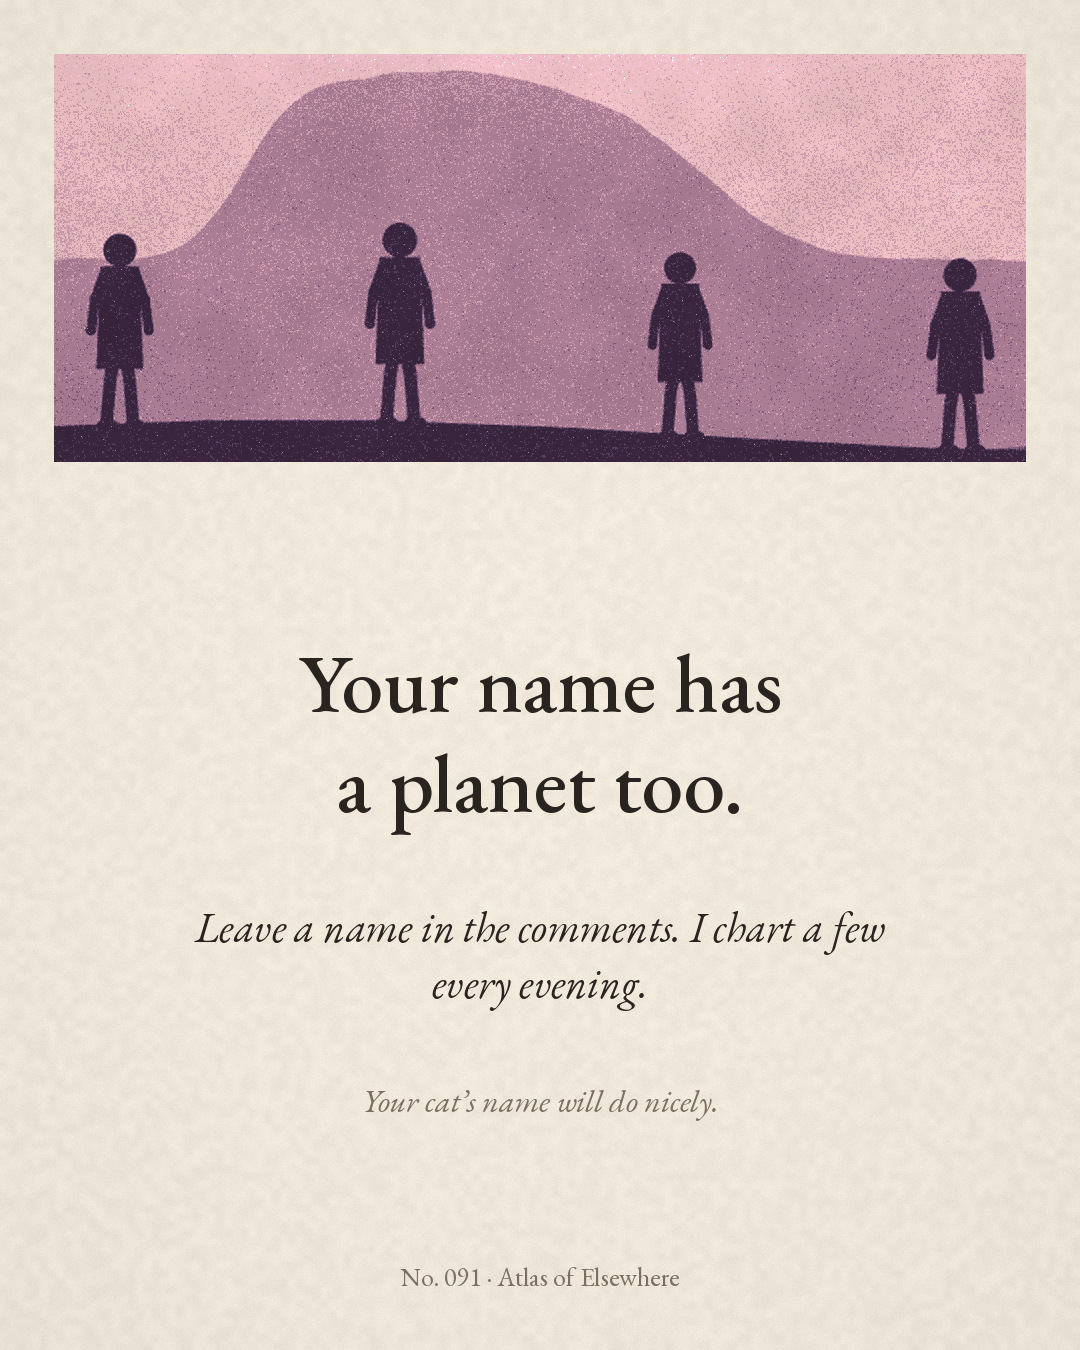 Your name has
a planet too.
Leave a name in the comments. I chart a few
every evening.
Your cat’s name will do nicely.
No. 091 · Atlas of Elsewhere